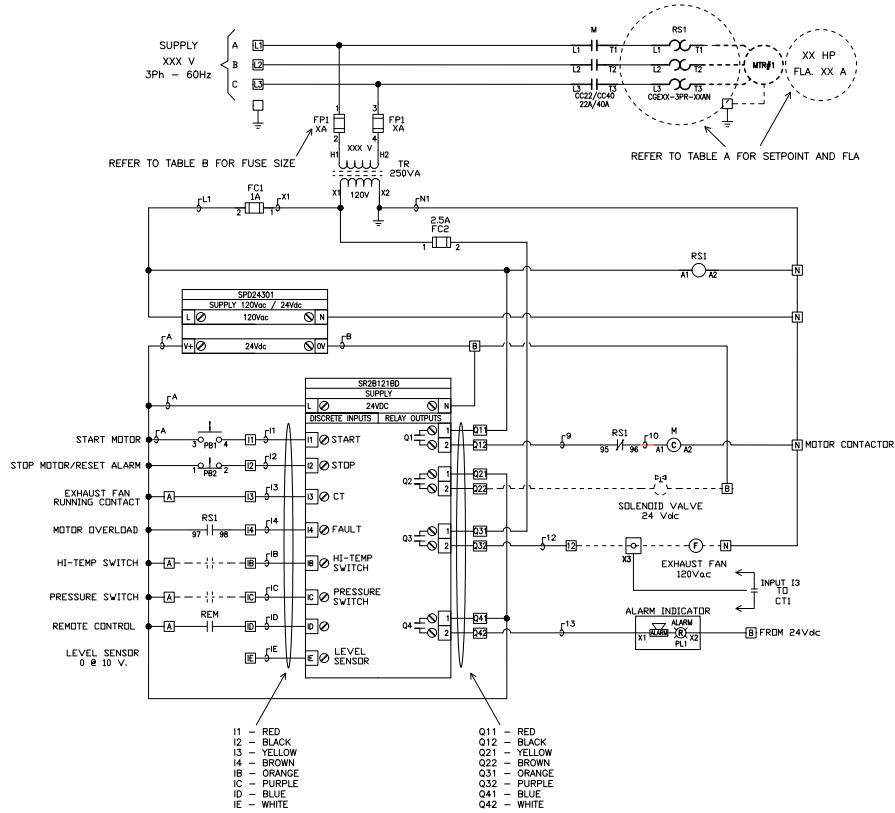 SUPPLY
XXX V
3Ph - 60Hz
A L1
B L2
C L3
M
L1 T1
L2 T2
L3 T3
CC22/CC40
22A/40A
RS1
L1 T1
L2 T2
L3 T3
CGEXX-3PR-XXAN
MTR#1
XX HP
FLA. XX A
REFER TO TABLE A FOR SETPOINT AND FLA
1 3
FP1
XA
FP1
XA
2 4
REFER TO TABLE B FOR FUSE SIZE
XXX V
H1 H2
TR
250VA
X1 120V X2
L1
FC1
1A
2 1
X1
N1
2.5A
FC2
1 2
RS1
A1 A2
N
SPD24301
SUPPLY 120Vac / 24Vdc
L 120Vac N
N
A
V+ 24Vdc 0V
B
B
SR2B121BD
SUPPLY
L 24VDC N
A
DISCRETE INPUTS RELAY OUTPUTS
START MOTOR
A
3 PB1 4
I1 I1
I1 START
STOP MOTOR/RESET ALARM
1 PB2 2
I2 I2
I2 STOP
EXHAUST FAN
RUNNING CONTACT
A I3 I3
I3 CT
MOTOR OVERLOAD
RS1
97 98
I4 I4
I4 FAULT
HI-TEMP SWITCH
A IB IB
IB HI-TEMP
SWITCH
PRESSURE SWITCH
A IC IC
IC PRESSURE
SWITCH
REMOTE CONTROL
A REM ID ID
ID
LEVEL SENSOR
0 @ 10 V.
IE IE
IE LEVEL
SENSOR
Q1 1 Q11
2 Q12
9
RS1
95 96
10
M
A1 C A2
N MOTOR CONTACTOR
Q2 1 Q21
2 Q22
SOLENOID VALVE
24 Vdc
B
Q3 1 Q31
2 Q32
12
12
X3
F
N
EXHAUST FAN
120Vac
INPUT I3
TO
CT1
Q4 1 Q41
2 Q42
13
ALARM INDICATOR
X1 ALARM
ALARM
R X2
PL1
B FROM 24Vdc
I1 - RED
I2 - BLACK
I3 - YELLOW
I4 - BROWN
IB - ORANGE
IC - PURPLE
ID - BLUE
IE - WHITE
Q11 - RED
Q12 - BLACK
Q21 - YELLOW
Q22 - BROWN
Q31 - ORANGE
Q32 - PURPLE
Q41 - BLUE
Q42 - WHITE